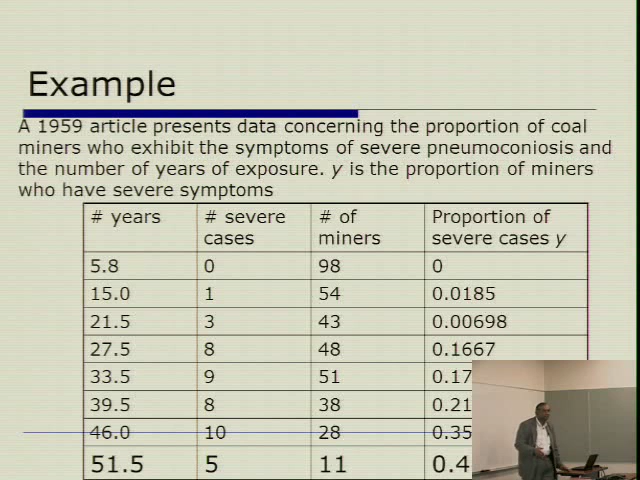 Example
A 1959 article presents data concerning the proportion of coal
miners who exhibit the symptoms of severe pneumoconiosis and
the number of years of exposure. y is the proportion of miners
who have severe symptoms
# years # severe cases # of miners Proportion of severe cases y
5.8 0 98 0
15.0 1 54 0.0185
21.5 3 43 0.00698
27.5 8 48 0.1667
33.5 9 51 0.17
39.5 8 38 0.21
46.0 10 28 0.35
51.5 5 11 0.4